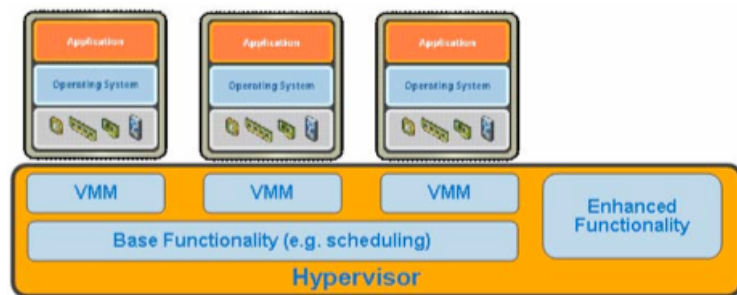 Application
Application
Application
Operating System
Operating System
Operating System
VMM
VMM
VMM
Enhanced
Functionality
Base Functionality (e.g. scheduling)
Hypervisor